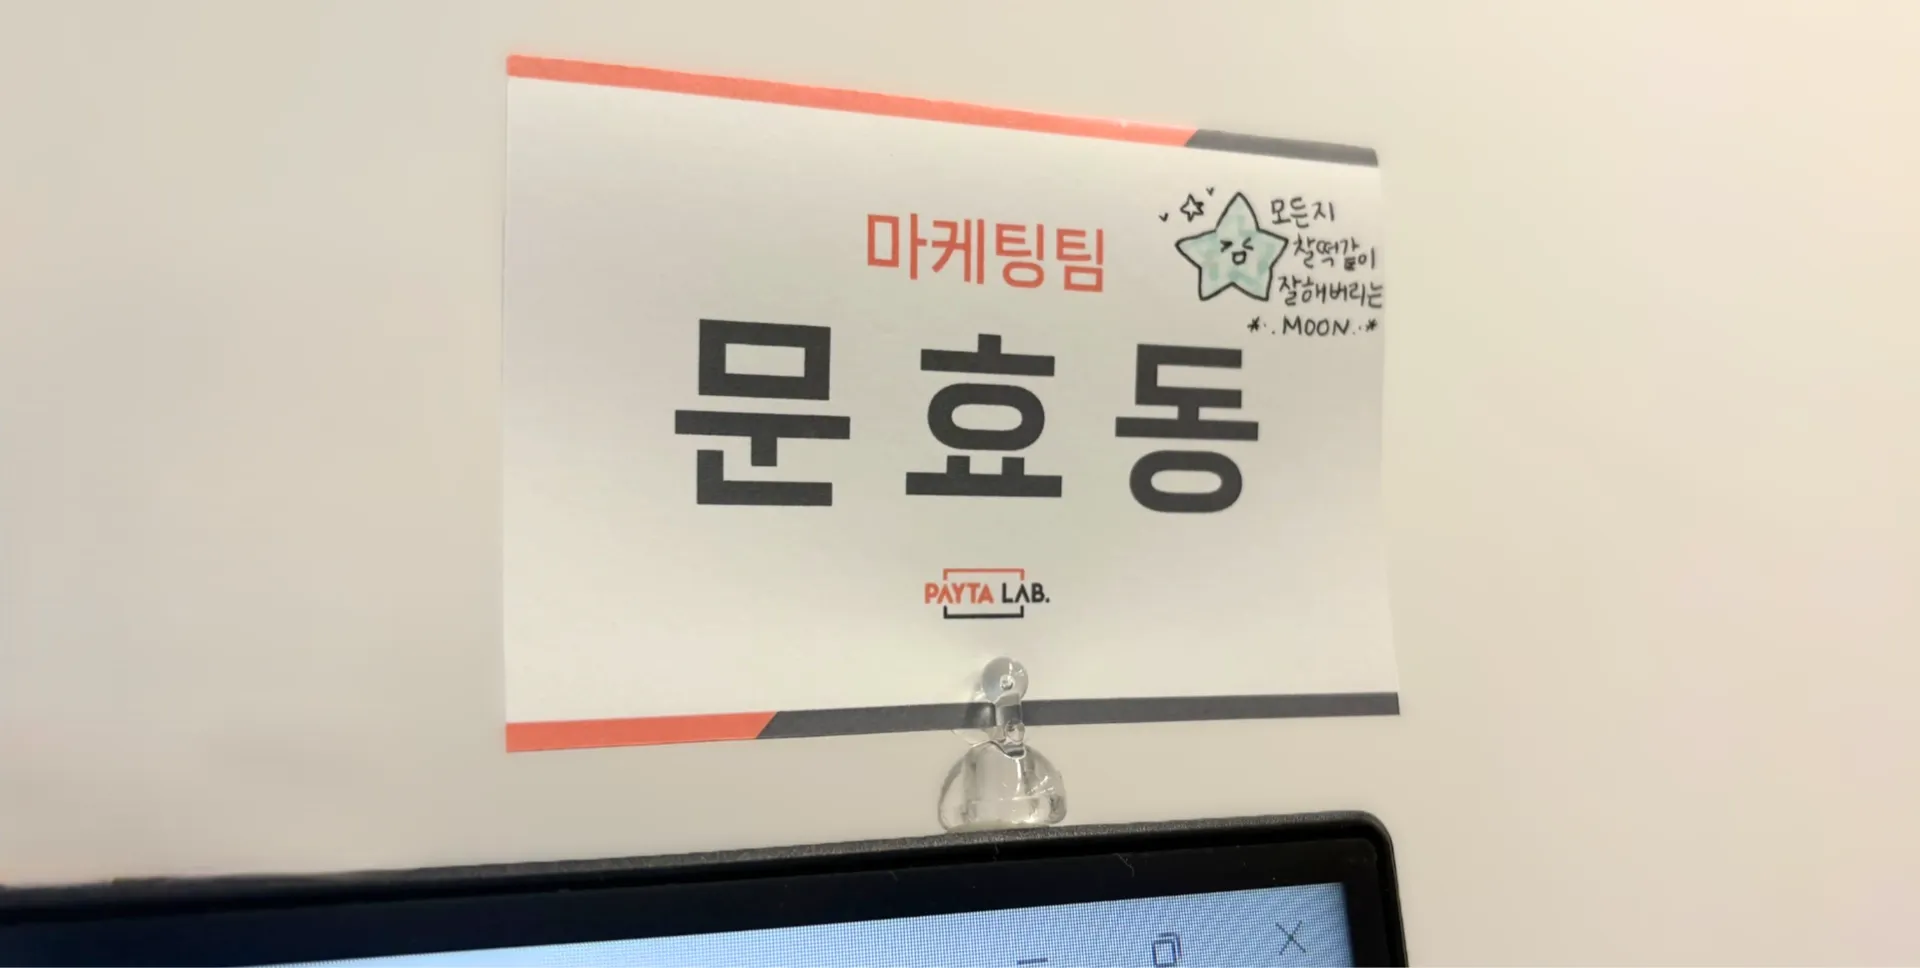 마케팅팀
문효동
모든지
찰떡같이
잘해버리는
*..MOON..*
PAYTA LAB.